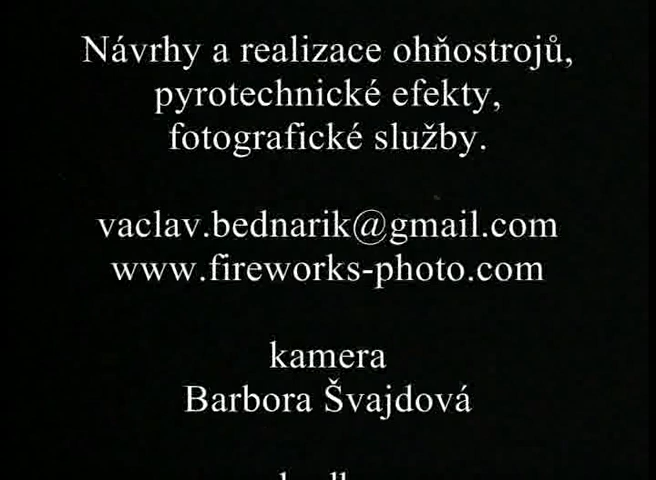 Návrhy a realizace ohňostrojů,
pyrotechnické efekty,
fotografické služby.
vaclav.bednarik@gmail.com
www.fireworks-photo.com
kamera
Barbora Švajdová